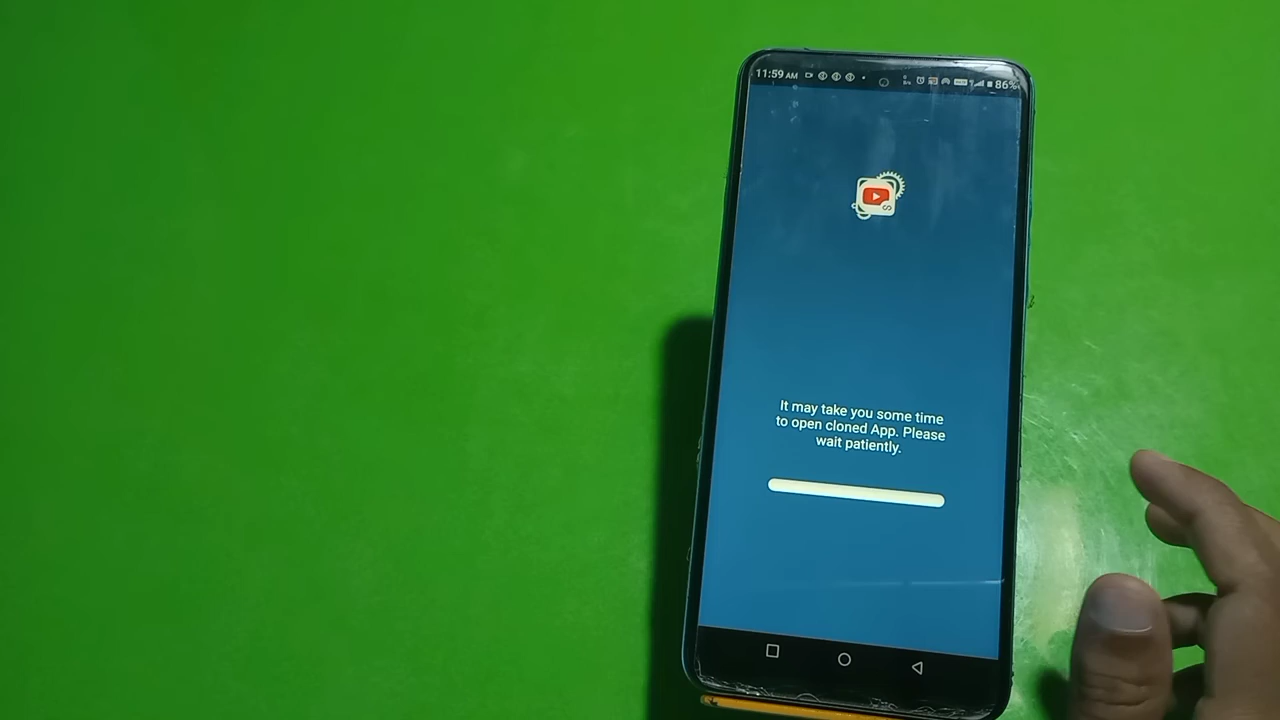 11:59 AM
86%
It may take you some time
to open cloned App. Please
wait patiently.